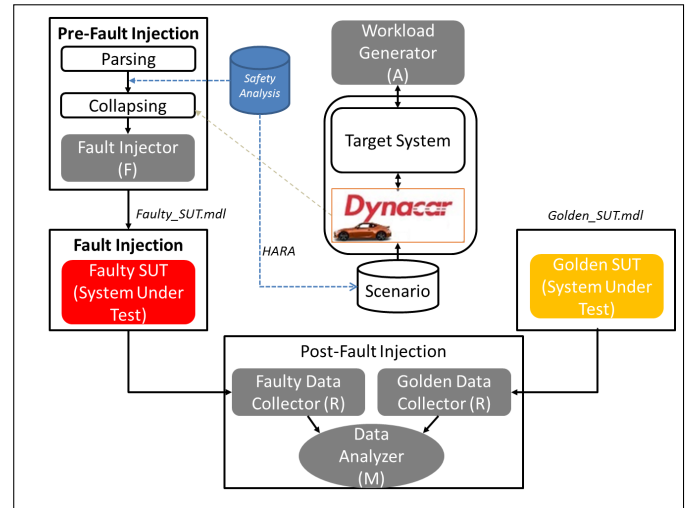 Pre-Fault Injection
Parsing
Collapsing
Fault Injector
(F)
Safety
Analysis
Workload
Generator
(A)
Target System
Dynacar
Scenario
HARA
Faulty_SUT.mdl
Golden_SUT.mdl
Fault Injection
Faulty SUT
(System Under
Test)
Golden SUT
(System Under
Test)
Post-Fault Injection
Faulty Data
Collector (R)
Golden Data
Collector (R)
Data
Analyzer
(M)